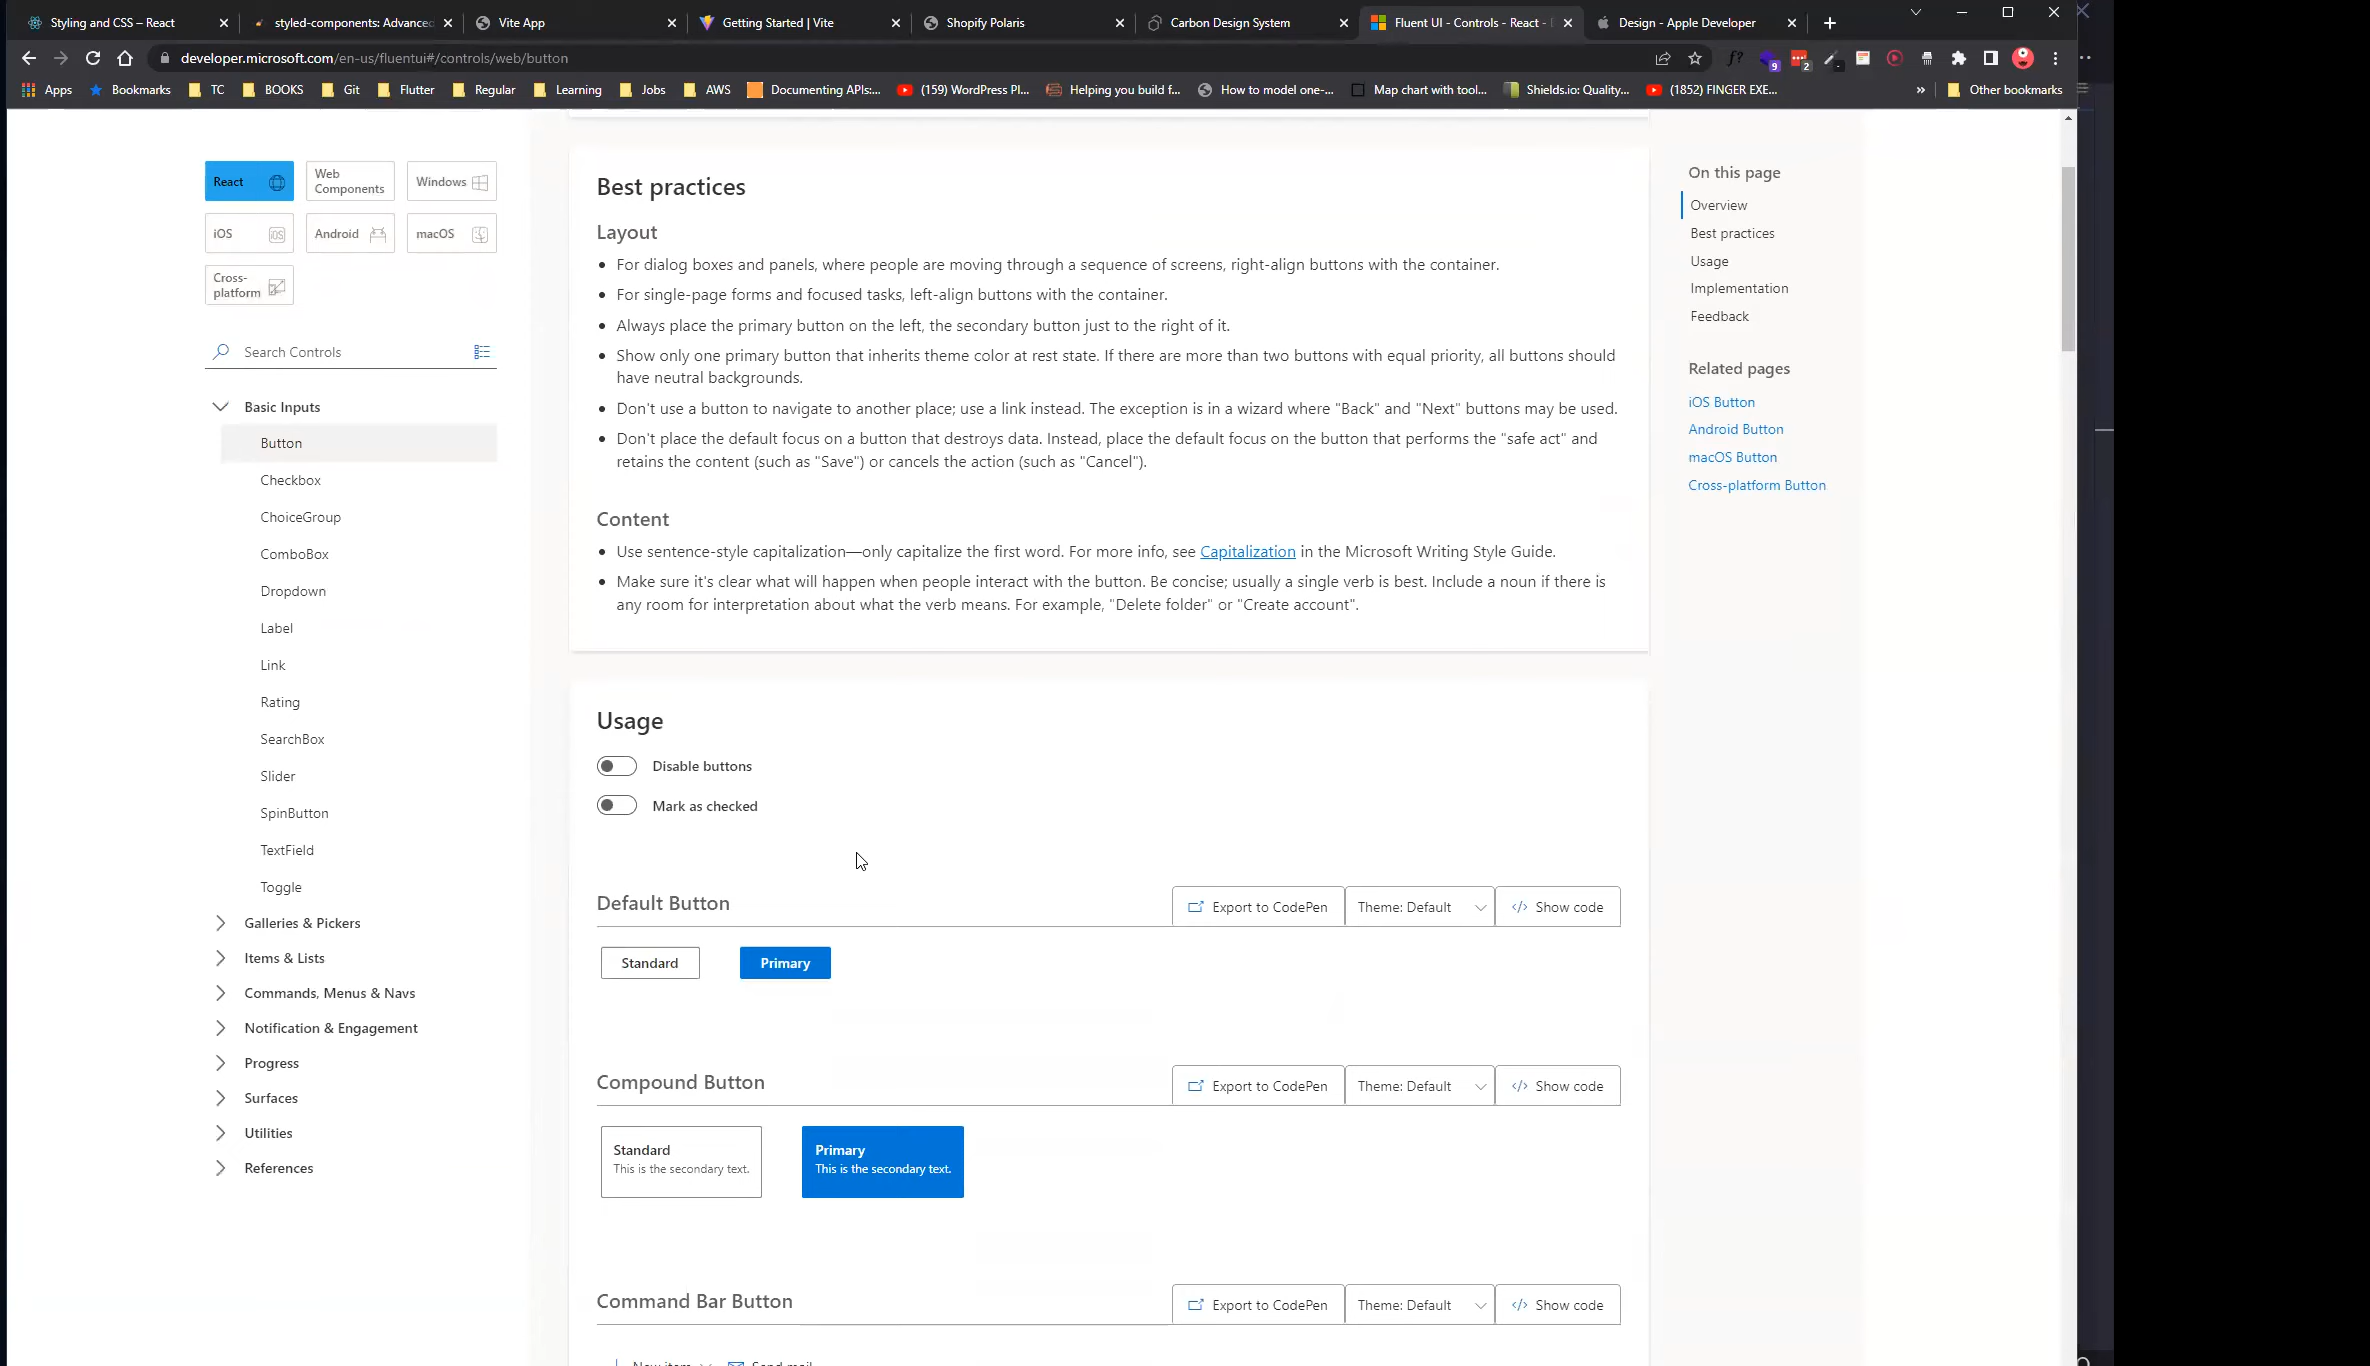 Styling and CSS – React
styled-components: Advanced
Vite App
Getting Started | Vite
Shopify Polaris
Carbon Design System
Fluent UI - Controls - React -
Design - Apple Developer
developer.microsoft.com/en-us/fluentui#/controls/web/button
f?
9
2
Apps
Bookmarks
TC
BOOKS
Git
Flutter
Regular
Learning
Jobs
AWS
Documenting APIs:...
(159) WordPress Pl...
Helping you build f...
How to model one-...
Map chart with tool...
Shields.io: Quality...
(1852) FINGER EXE...
»
Other bookmarks
React
Web
Components
Windows
iOS
iOS
Android
macOS
Cross-
platform
Search Controls
Basic Inputs
Button
Checkbox
ChoiceGroup
ComboBox
Dropdown
Label
Link
Rating
SearchBox
Slider
SpinButton
TextField
Toggle
Galleries & Pickers
Items & Lists
Commands, Menus & Navs
Notification & Engagement
Progress
Surfaces
Utilities
References
Best practices
Layout
• For dialog boxes and panels, where people are moving through a sequence of screens, right-align buttons with the container.
• For single-page forms and focused tasks, left-align buttons with the container.
• Always place the primary button on the left, the secondary button just to the right of it.
• Show only one primary button that inherits theme color at rest state. If there are more than two buttons with equal priority, all buttons should
have neutral backgrounds.
• Don't use a button to navigate to another place; use a link instead. The exception is in a wizard where "Back" and "Next" buttons may be used.
• Don't place the default focus on a button that destroys data. Instead, place the default focus on the button that performs the "safe act" and
retains the content (such as "Save") or cancels the action (such as "Cancel").
Content
• Use sentence-style capitalization—only capitalize the first word. For more info, see Capitalization in the Microsoft Writing Style Guide.
• Make sure it's clear what will happen when people interact with the button. Be concise; usually a single verb is best. Include a noun if there is
any room for interpretation about what the verb means. For example, "Delete folder" or "Create account".
Usage
Disable buttons
Mark as checked
Default Button
Export to CodePen
Theme: Default
</> Show code
Standard
Primary
Compound Button
Export to CodePen
Theme: Default
</> Show code
Standard
This is the secondary text.
Primary
This is the secondary text.
Command Bar Button
Export to CodePen
Theme: Default
</> Show code
New item
Send mail
On this page
Overview
Best practices
Usage
Implementation
Feedback
Related pages
iOS Button
Android Button
macOS Button
Cross-platform Button